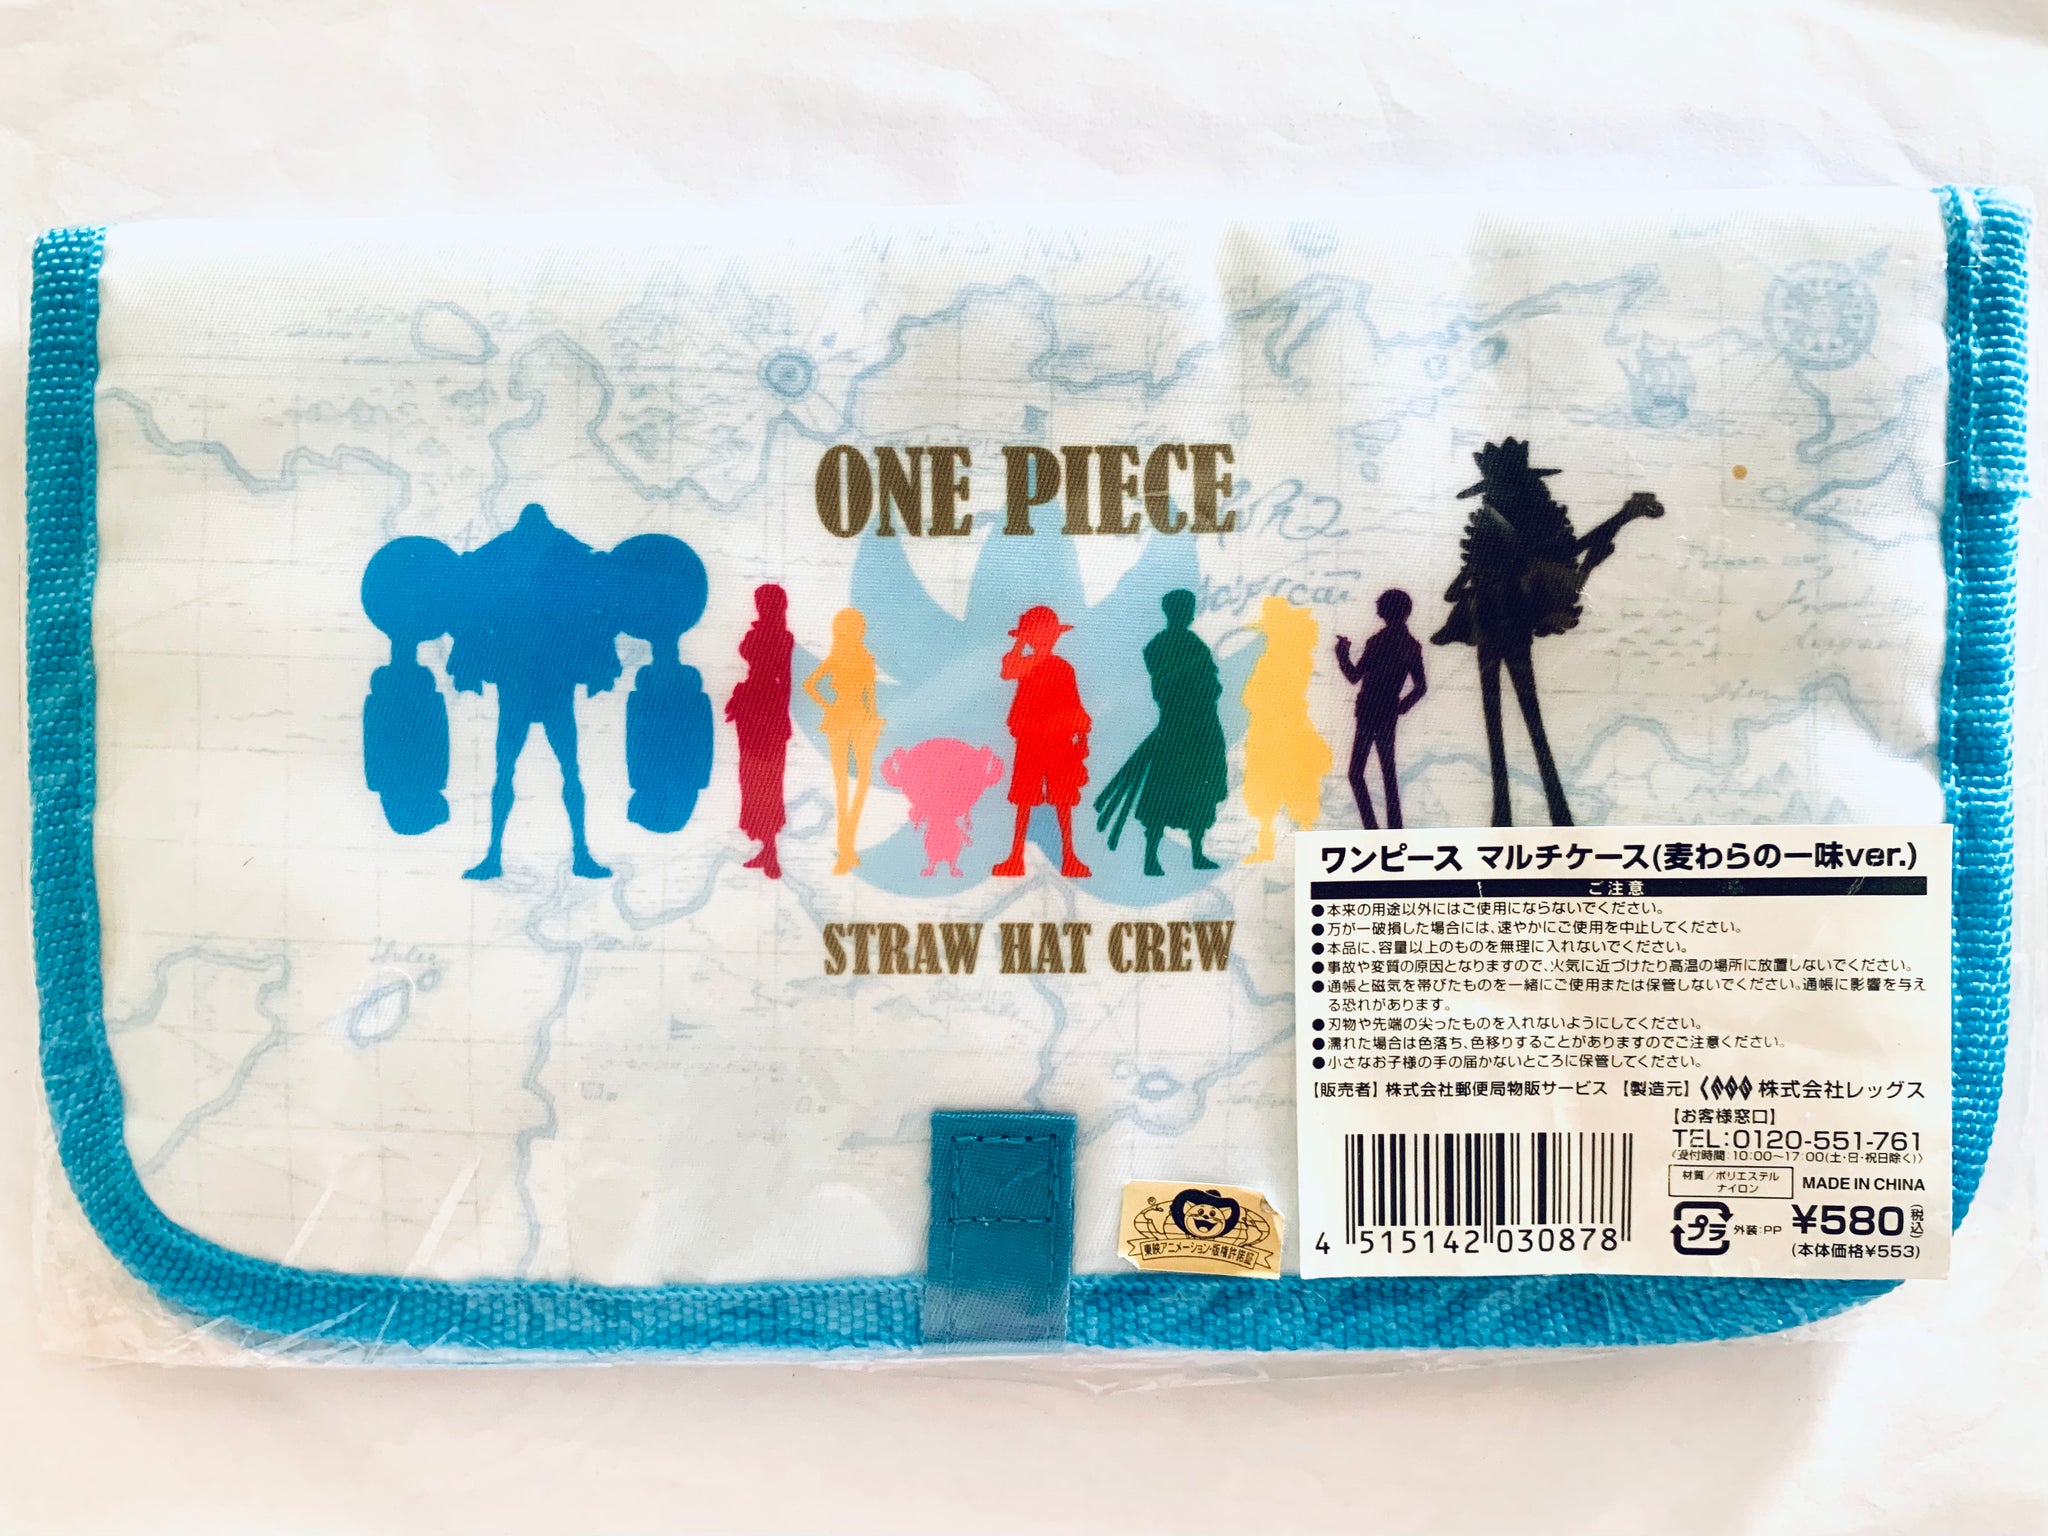 ONE PIECE
STRAW HAT CREW
ワンピース マルチケース(麦わらの一味ver.)
ご注意
●本来の用途以外にはご使用にならないでください。
●万が一破損した場合には、速やかにご使用を中止してください。
●本品に、容量以上のものを無理に入れないでください。
●事故や変質の原因となりますので、火気に近づけたり高温の場所に放置しないでください。
●通帳と磁気を帯びたものを一緒にご使用または保管しないでください。通帳に影響を与え
る恐れがあります。
●刃物や先端の尖ったものを入れないようにしてください。
●濡れた場合は色落ち、色移りすることがありますのでご注意ください。
●小さなお子様の手の届かないところに保管してください。
【販売者】株式会社郵便局物販サービス 【製造元】 株式会社レッグス
【お客様窓口】
TEL:0120-551-761
(受付時間:10:00〜17:00(土・日・祝日除く))
材質/ポリエステル
ナイロン
MADE IN CHINA
プラ 外装:PP ¥580(税込)
(本体価格¥553)
4 515142 030878
東映アニメーション・版権許諾証